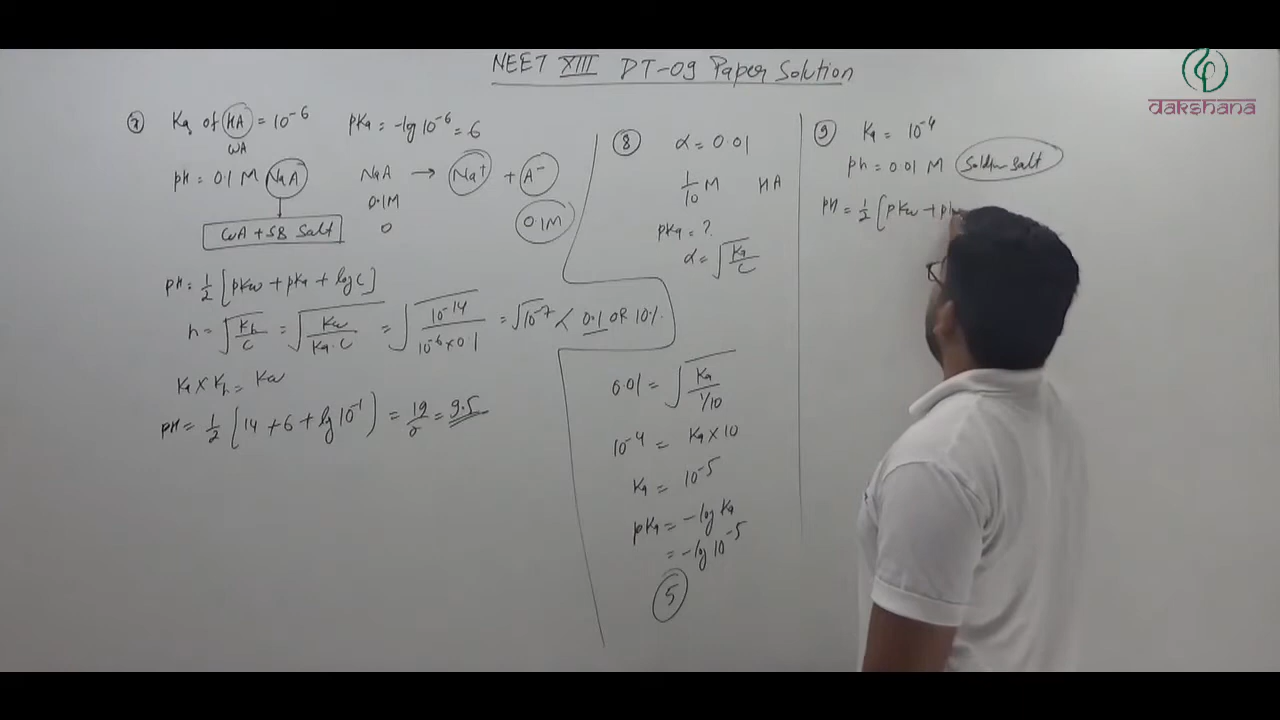 NEET XIII DT-09 Paper Solution
dakshana
7) Ka of HA = 10⁻⁶ pKa = -log 10⁻⁶ = 6
WA
pH = 0.1 M NaA NaA → Na⁺ + A⁻
0.1M
WA + SB Salt 0 0.1M
pH = 1/2 [pKw + pKa + log C]
h = √(Kh/C) = √(Kw/Ka.C) = √(10⁻¹⁴/10⁻⁶×0.1) = √10⁻⁷ < 0.1 OR 10%.
Ka × Kh = Kw
pH = 1/2 [14 + 6 + log 10⁻¹) = 19/2 = 9.5
8) α = 0.01
1/10 M HA
pKa = ?
α = √(Ka/C)
0.01 = √(Ka/1/10)
10⁻⁴ = Ka × 10
Ka = 10⁻⁵
pKa = -log Ka
= -log 10⁻⁵
5
9) Ka = 10⁻⁴
pH = 0.01 M Sodium Salt
pH = 1/2 [pKw +